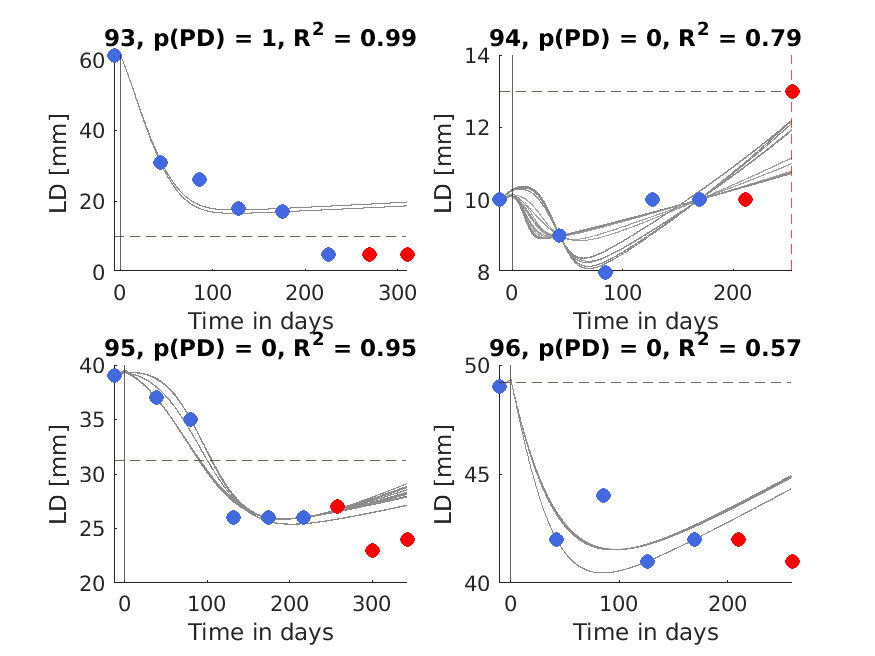 93, p(PD) = 1, R² = 0.99
60
40
20
0
LD [mm]
0 100 200 300
Time in days
94, p(PD) = 0, R² = 0.79
14
12
10
8
LD [mm]
0 100 200
Time in days
95, p(PD) = 0, R² = 0.95
40
35
30
25
20
LD [mm]
0 100 200 300
Time in days
96, p(PD) = 0, R² = 0.57
50
45
40
LD [mm]
0 100 200
Time in days